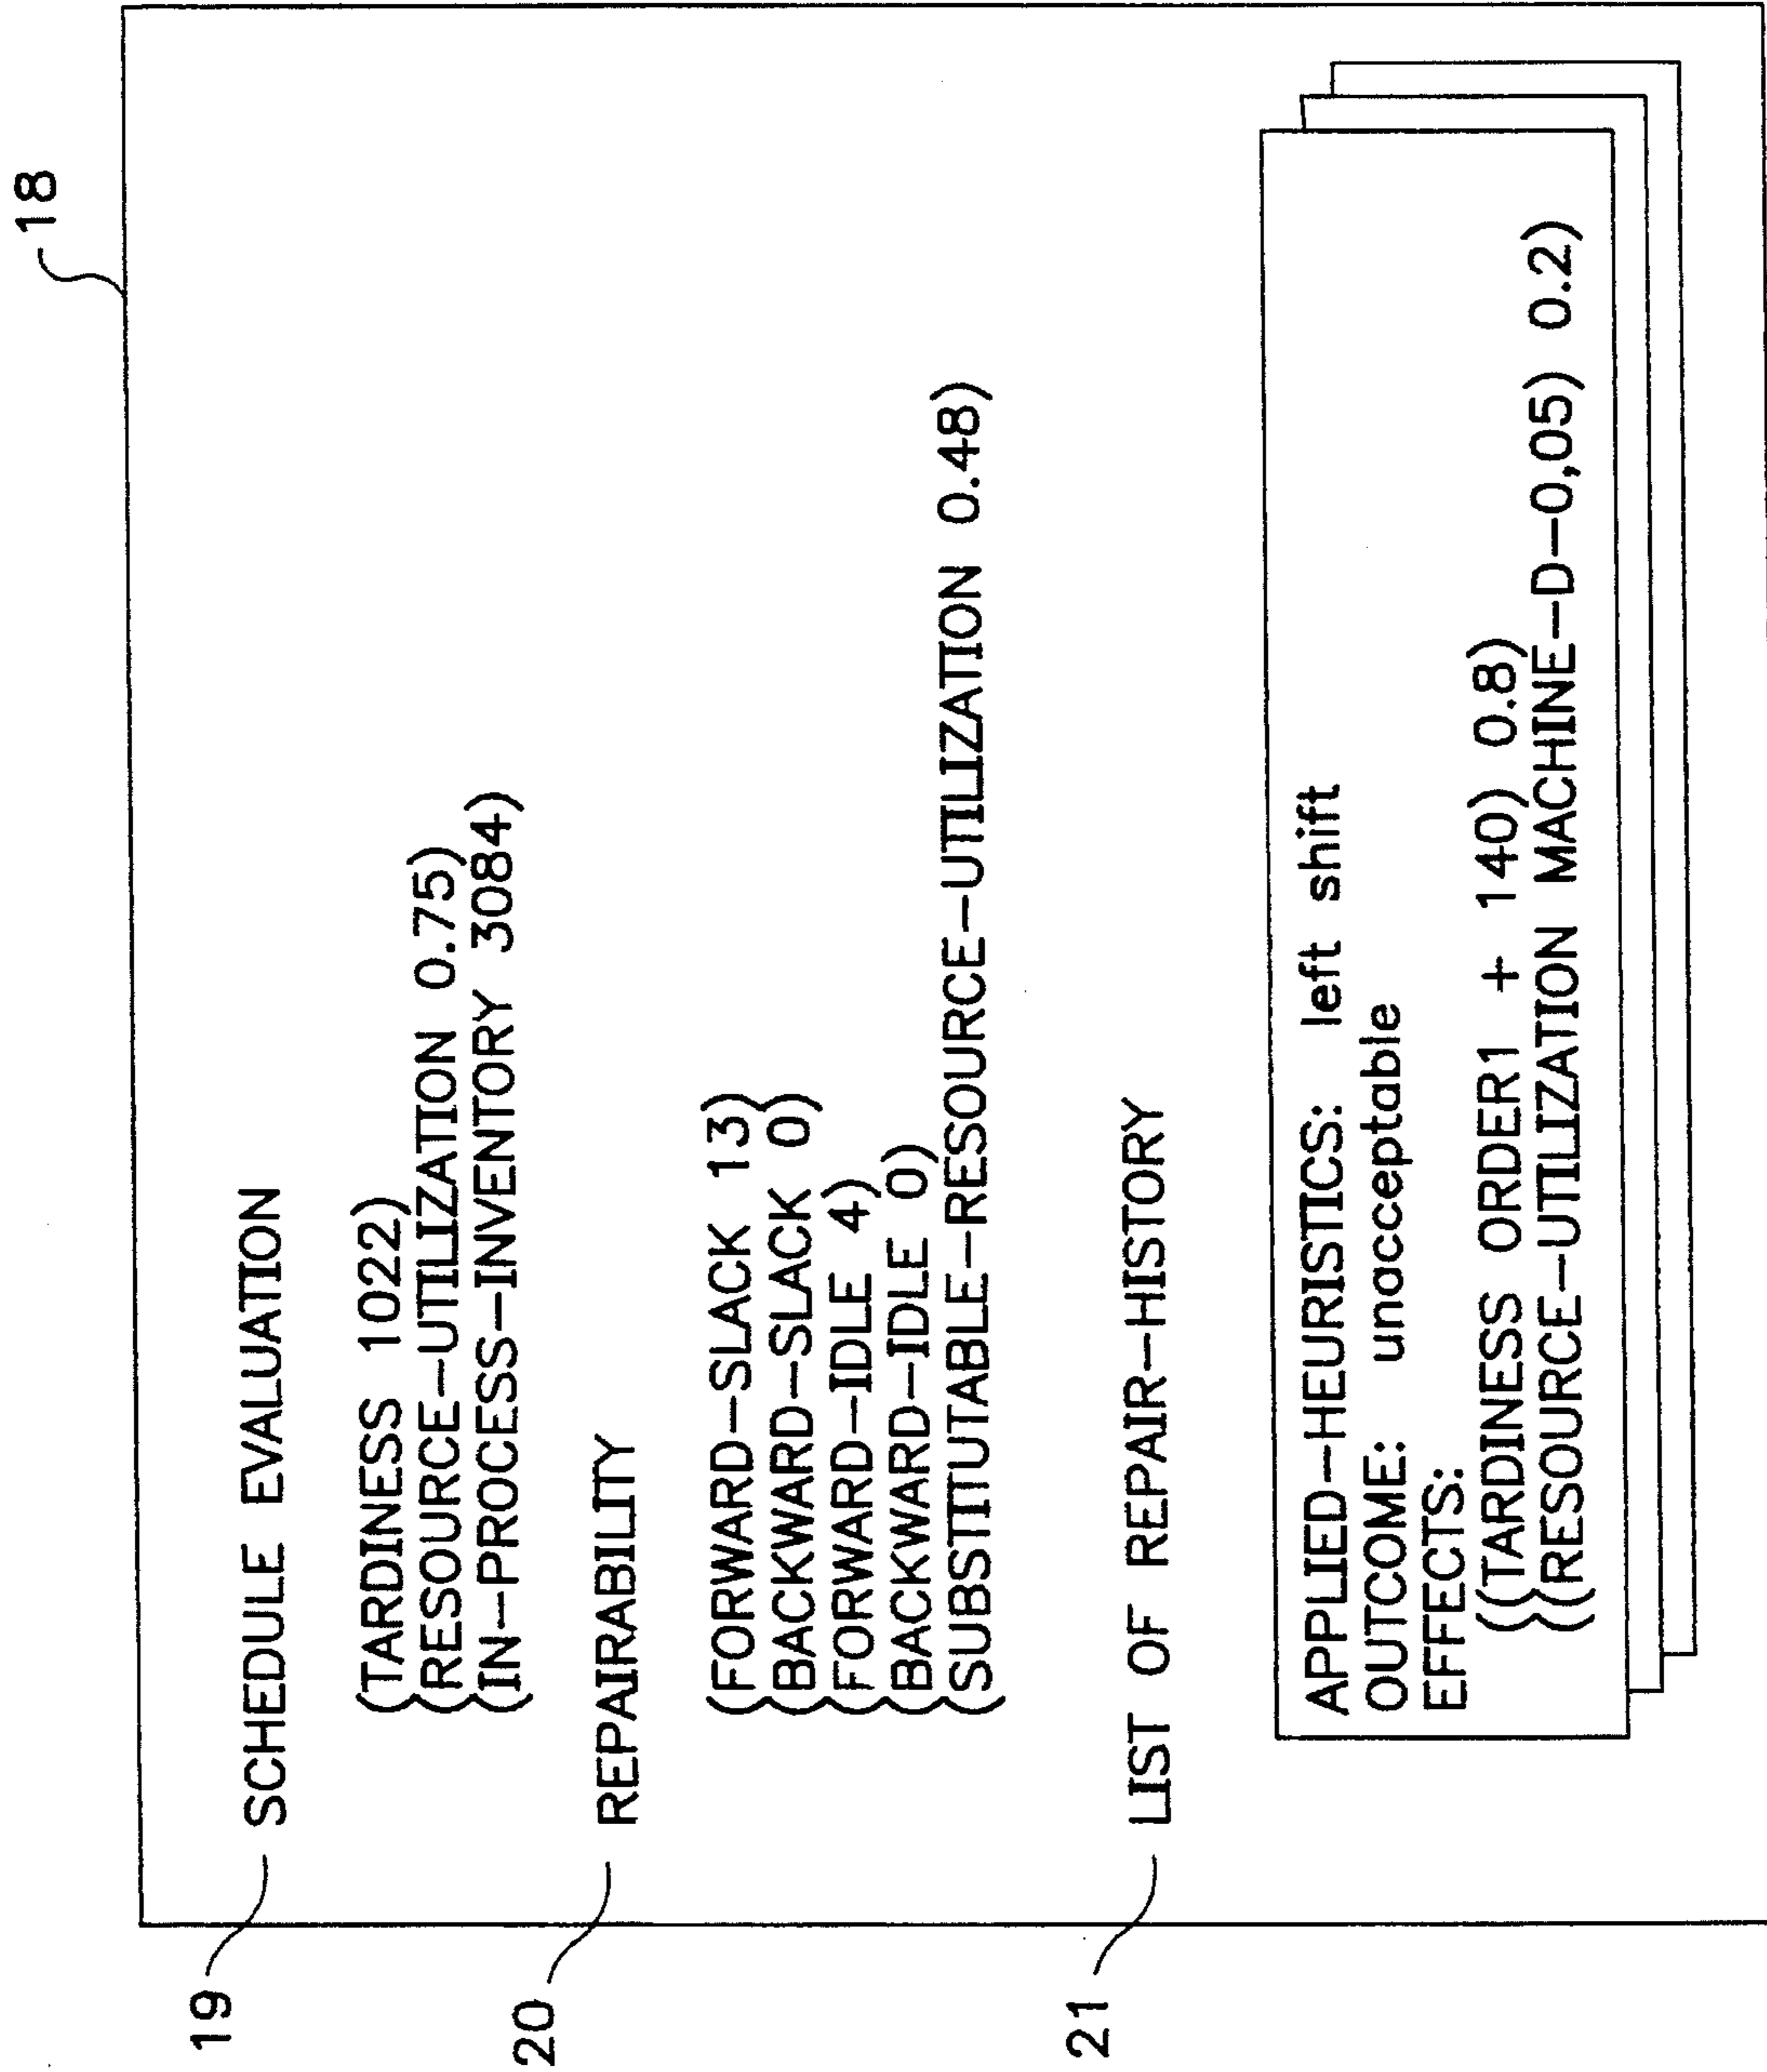 18
19 SCHEDULE EVALUATION
(TARDINESS 1022)
(RESOURCE-UTILIZATION 0.75)
(IN-PROCESS-INVENTORY 3084)
20 REPAIRABILITY
(FORWARD-SLACK 13)
(BACKWARD-SLACK 0)
(FORWARD-IDLE 4)
(BACKWARD-IDLE 0)
(SUBSTITUTABLE-RESOURCE-UTILIZATION 0.48)
21 LIST OF REPAIR-HISTORY
APPLIED-HEURISTICS: left shift
OUTCOME: unacceptable
EFFECTS:
((TARDINESS ORDER1 + 140) 0.8)
((RESOURCE-UTILIZATION MACHINE-D-0,05) 0.2)